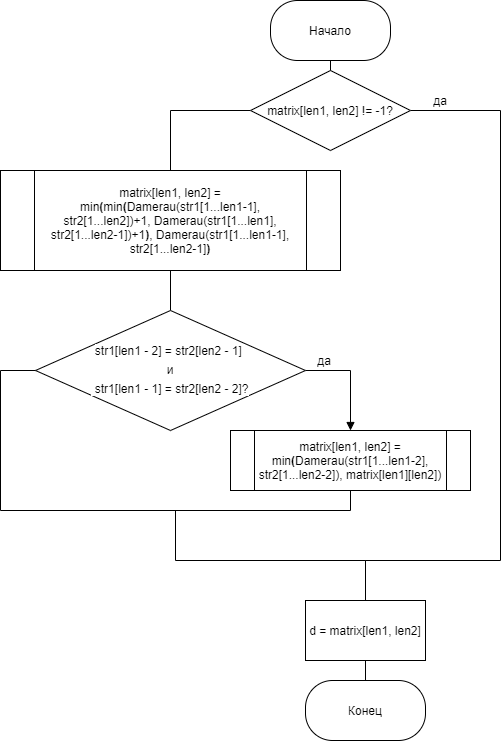 Начало
matrix[len1, len2] != -1?
да
matrix[len1, len2] =
min(min(Damerau(str1[1...len1-1],
str2[1...len2])+1, Damerau(str1[1...len1],
str2[1...len2-1])+1), Damerau(str1[1...len1-1],
str2[1...len2-1])
str1[len1 - 2] = str2[len2 - 1]
и
str1[len1 - 1] = str2[len2 - 2]?
да
matrix[len1, len2] =
min(Damerau(str1[1...len1-2],
str2[1...len2-2]), matrix[len1][len2])
d = matrix[len1, len2]
Конец